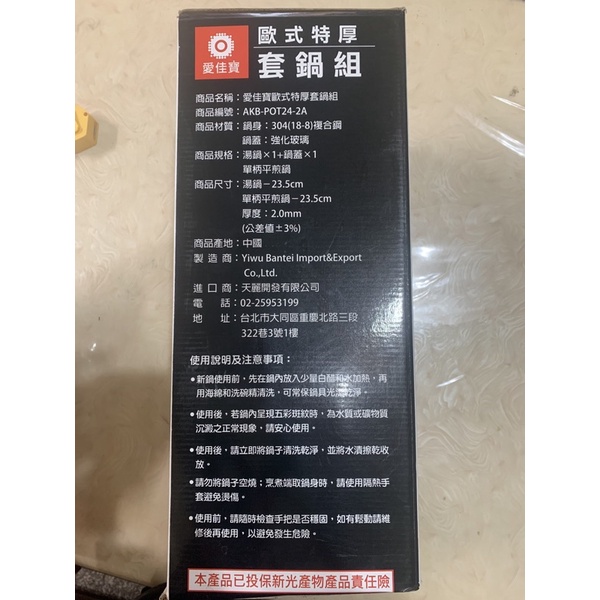 愛佳寶
歐式特厚
套鍋組
商品名稱：愛佳寶歐式特厚套鍋組
商品編號：AKB-POT24-2A
商品材質：鍋身：304(18-8)複合鋼
鍋蓋：強化玻璃
商品規格：湯鍋×1+鍋蓋×1
單柄平煎鍋
商品尺寸：湯鍋－23.5cm
單柄平煎鍋－23.5cm
厚度：2.0mm
(公差値±3%)
商品產地：中國
製造商：Yiwu Bantei Import&Export
Co.,Ltd.
進口商：天麗開發有限公司
電話：02-25953199
地址：台北市大同區重慶北路三段
322巷3號1樓
使用說明及注意事項：
•新鍋使用前，先在鍋內放入少量白醋和水加熱，再
用海綿和洗碗精清洗，可常保鍋具光潔乾淨。
•使用後，若鍋內呈現五彩斑紋時，為水質或礦物質
沉澱之正常現象，請安心使用。
•使用後，請立即將鍋子清洗乾淨，並將水漬擦乾收
放。
•請勿將鍋子空燒；烹煮端取鍋身時，請使用隔熱手
套避免燙傷。
•使用前，請隨時檢查手把是否穩固，如有鬆動請維
修後再使用，以避免發生危險。
本產品已投保新光產物產品責任險